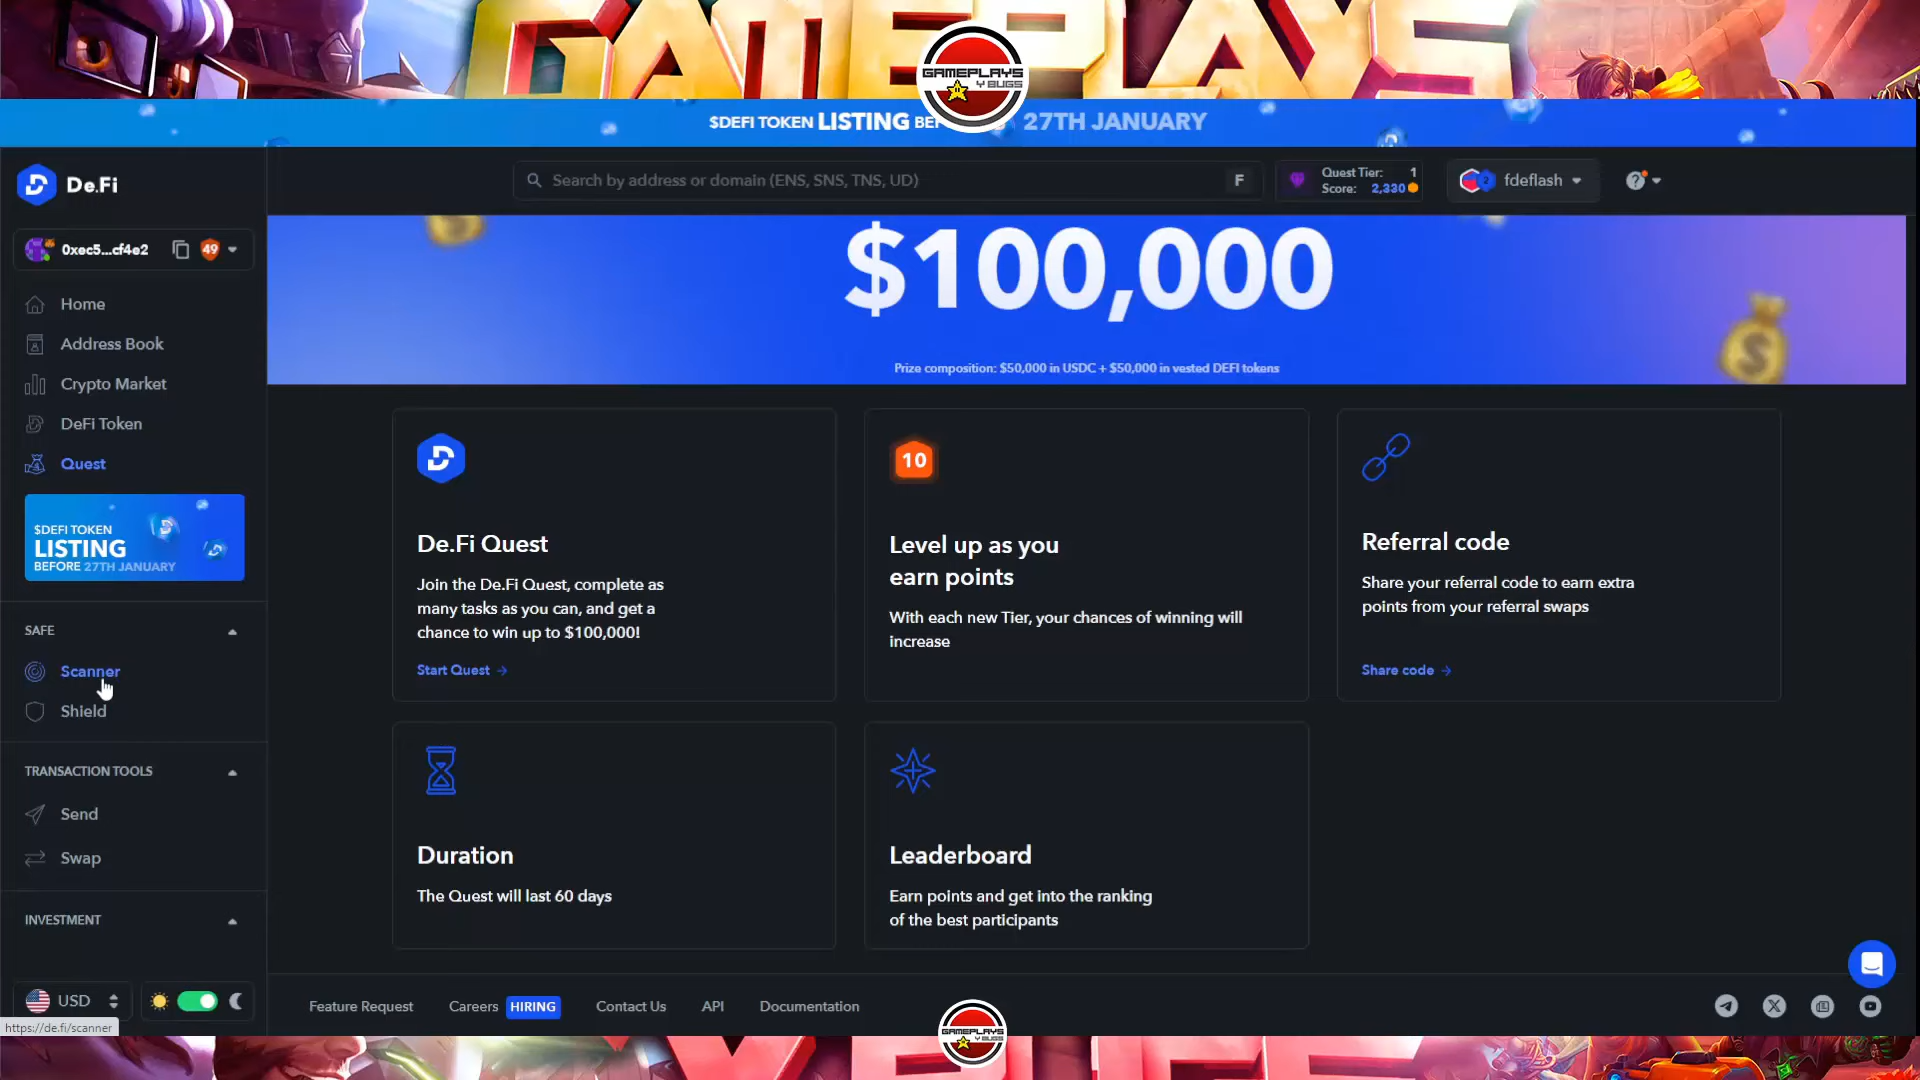 GAMEPLAYS
GAMEPLAYS
Y BUGS
$DEFI TOKEN LISTING BEF 27TH JANUARY
De.Fi
Search by address or domain (ENS, SNS, TNS, UD)
F
Quest Tier: 1
Score: 2,330
fdeflash
0xec5...cf4e2
49
$100,000
Prize composition: $50,000 in USDC + $50,000 in vested DEFI tokens
Home
Address Book
Crypto Market
DeFi Token
Quest
$DEFI TOKEN
LISTING
BEFORE 27TH JANUARY
SAFE
Scanner
Shield
TRANSACTION TOOLS
Send
Swap
INVESTMENT
USD
https://de.fi/scanner
De.Fi Quest
Join the De.Fi Quest, complete as
many tasks as you can, and get a
chance to win up to $100,000!
Start Quest →
10
Level up as you
earn points
With each new Tier, your chances of winning will
increase
Referral code
Share your referral code to earn extra
points from your referral swaps
Share code →
Duration
The Quest will last 60 days
Leaderboard
Earn points and get into the ranking
of the best participants
Feature Request
Careers HIRING
Contact Us
API
Documentation
GAMEPLAYS
Y BUGS